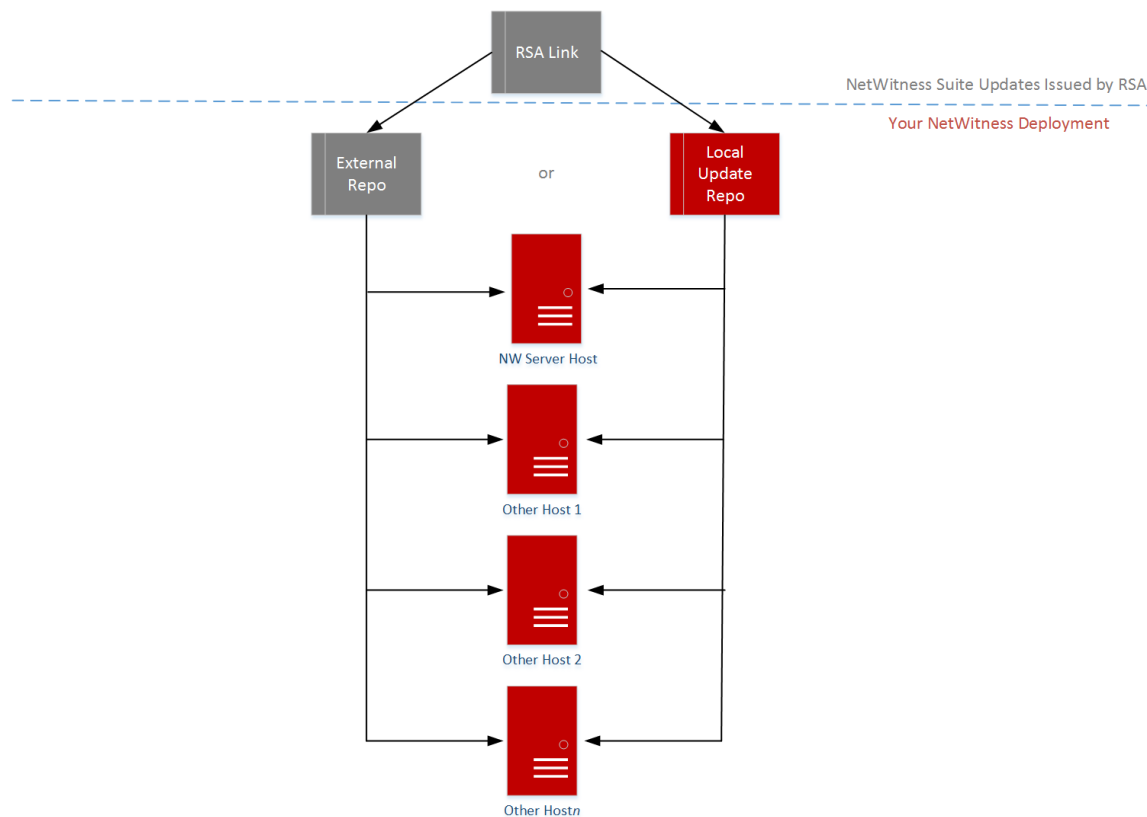 RSA Link
NetWitness Suite Updates Issued by RSA
Your NetWitness Deployment
External
Repo
or
Local
Update
Repo
NW Server Host
Other Host 1
Other Host 2
Other Hostn